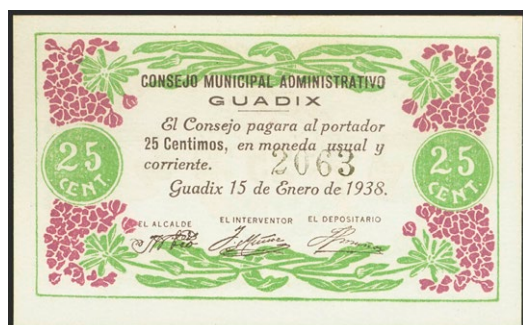 CONSEJO MUNICIPAL ADMINISTRATIVO
GUADIX
El Consejo pagara al portador
25 Centimos, en moneda usual y
corriente.
2063
Guadix 15 de Enero de 1938.
25
CENT.
25
CENT.
EL ALCALDE EL INTERVENTOR EL DEPOSITARIO